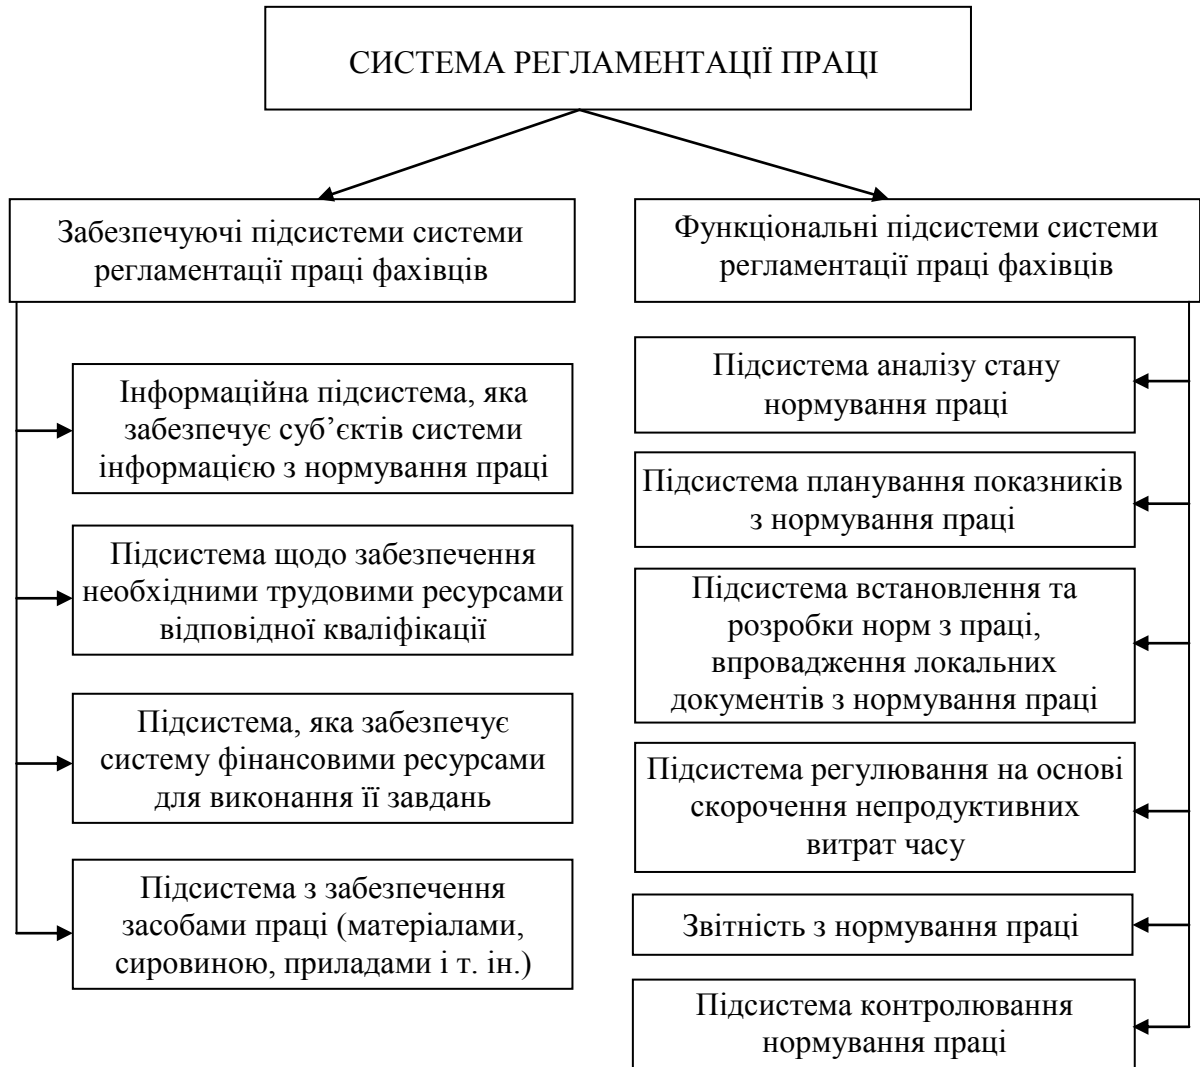 СИСТЕМА РЕГЛАМЕНТАЦІЇ ПРАЦІ
Забезпечуючі підсистеми системи
регламентації праці фахівців
Інформаційна підсистема, яка
забезпечує суб’єктів системи
інформацією з нормування праці
Підсистема щодо забезпечення
необхідними трудовими ресурсами
відповідної кваліфікації
Підсистема, яка забезпечує
систему фінансовими ресурсами
для виконання її завдань
Підсистема з забезпечення
засобами праці (матеріалами,
сировиною, приладами і т. ін.)
Функціональні підсистеми системи
регламентації праці фахівців
Підсистема аналізу стану
нормування праці
Підсистема планування показників
з нормування праці
Підсистема встановлення та
розробки норм з праці,
впровадження локальних
документів з нормування праці
Підсистема регулювання на основі
скорочення непродуктивних
витрат часу
Звітність з нормування праці
Підсистема контролювання
нормування праці